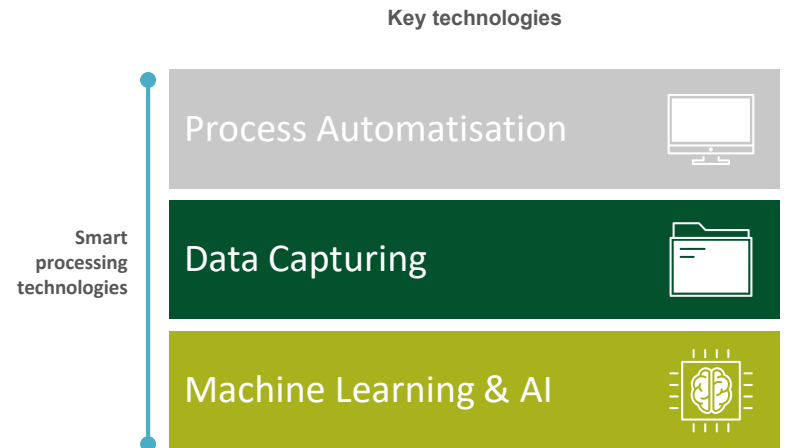 Key technologies
Process Automatisation
Smart
processing
technologies
Data Capturing
Machine Learning & AI